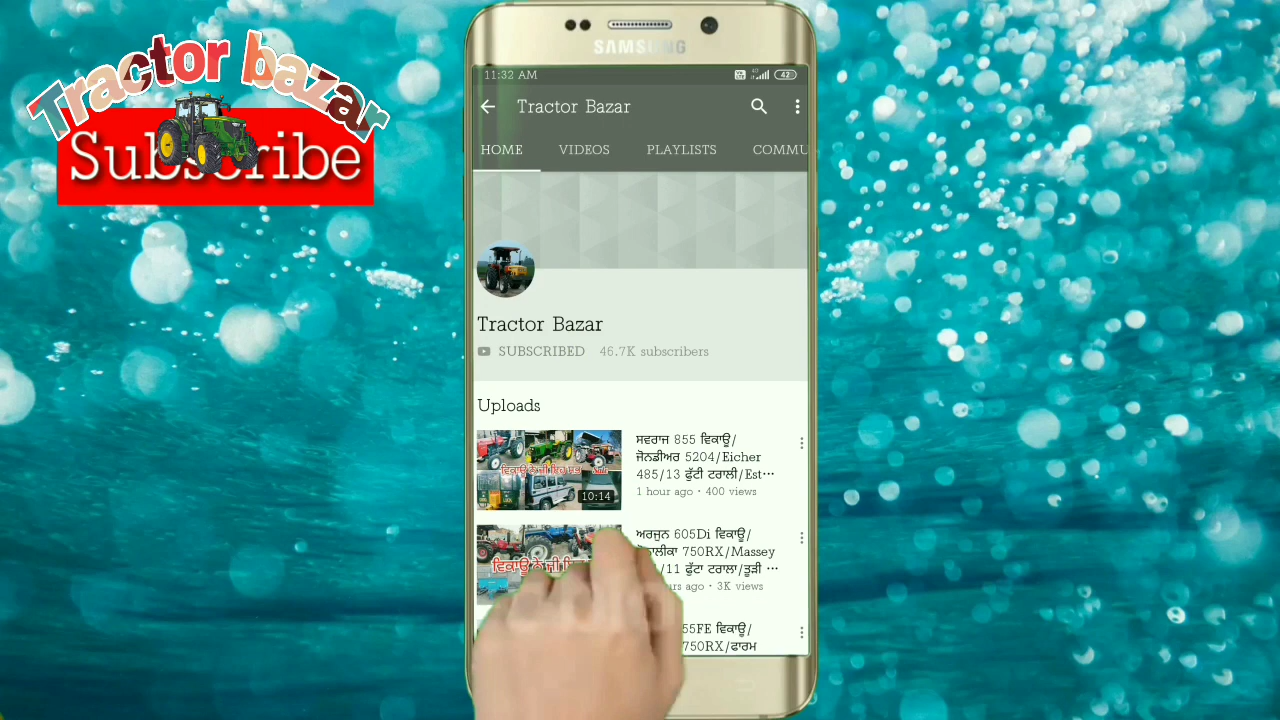 Tractor bazar
Subscribe
SAMSUNG
11:32 AM
42
Tractor Bazar
HOME VIDEOS PLAYLISTS COMMU
Tractor Bazar
SUBSCRIBED 46.7K subscribers
Uploads
ਸਵਰਾਜ 855 ਵਿਕਾਊ/
ਜੋਨਡੀਅਰ 5204/Eicher
485/13 ਫੁੱਟੀ ਟਰਾਲੀ/Est...
1 hour ago • 400 views
10:14
ਅਰਜੁਨ 605Di ਵਿਕਾਊ/
750RX/Massey
/11 ਫੁੱਟਾ ਟਰਾਲਾ/ਤੂੜੀ ...
ago • 3K views
ਵਿਕਾਊ ਨੇ ਜੀ
55FE ਵਿਕਾਊ/
750RX/ਫਾਰਮ